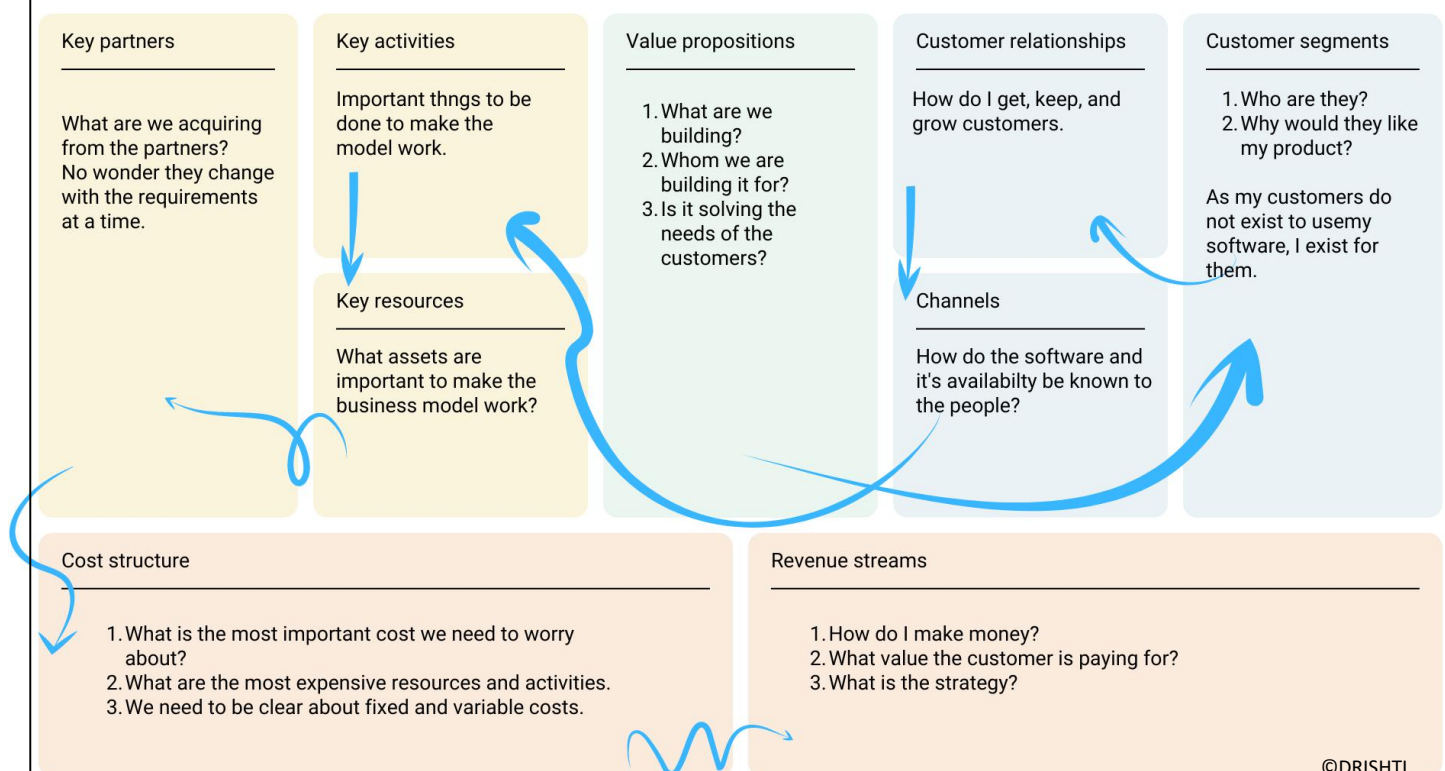 Key partners
What are we acquiring
from the partners?
No wonder they change
with the requirements
at a time.
Key activities
Important thngs to be
done to make the
model work.
Key resources
What assets are
important to make the
business model work?
Value propositions
1. What are we
building?
2. Whom we are
building it for?
3. Is it solving the
needs of the
customers?
Customer relationships
How do I get, keep, and
grow customers.
Channels
How do the software and
it's availabilty be known to
the people?
Customer segments
1. Who are they?
2. Why would they like
my product?
As my customers do
not exist to usemy
software, I exist for
them.
Cost structure
1. What is the most important cost we need to worry
about?
2. What are the most expensive resources and activities.
3. We need to be clear about fixed and variable costs.
Revenue streams
1. How do I make money?
2. What value the customer is paying for?
3. What is the strategy?
©DRISHTI